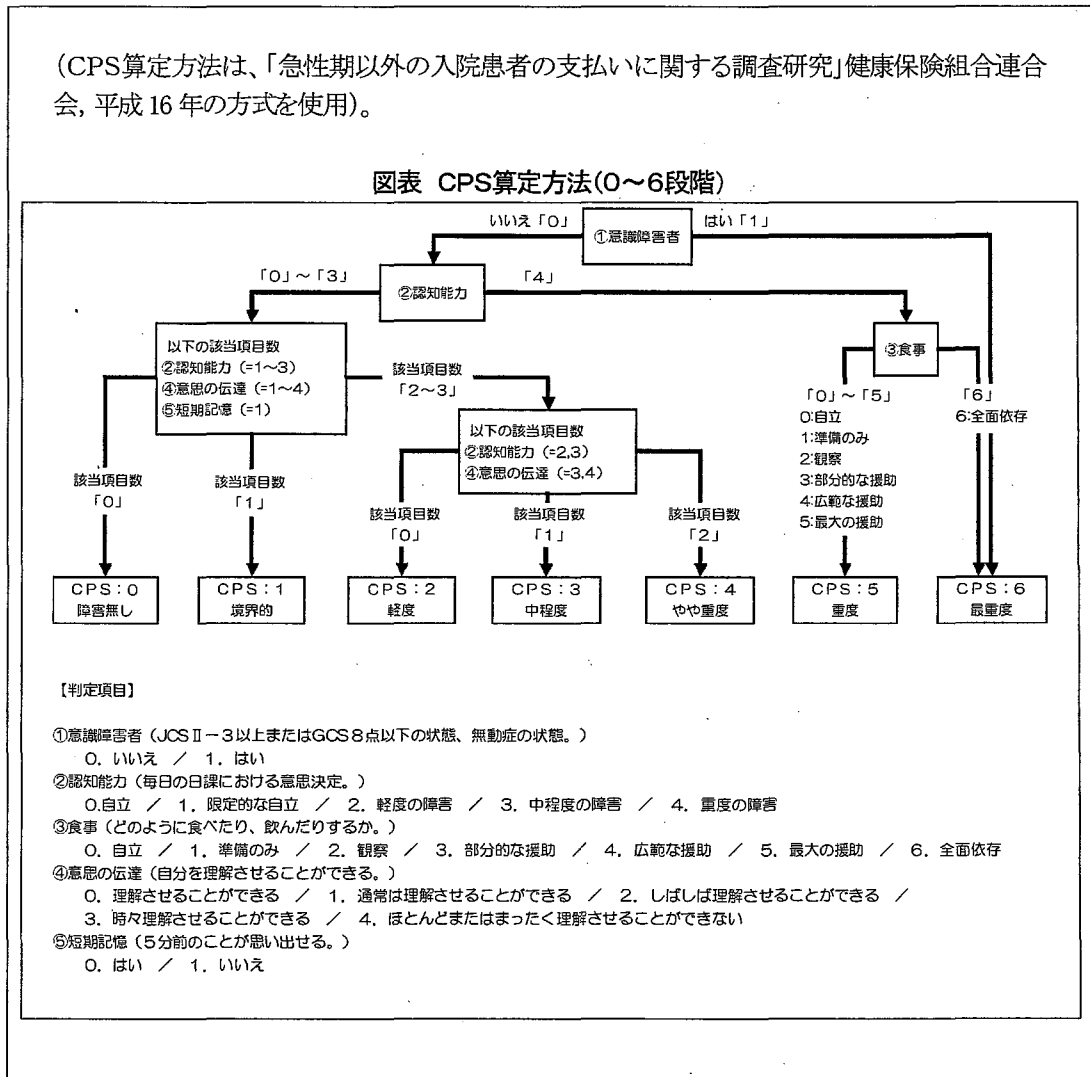 (CPS算定方法は、「急性期以外の入院患者の支払いに関する調査研究」健康保険組合連合
会, 平成 16 年の方式を使用)。
図表 CPS算定方法(0～6段階)
いいえ「0」
①意識障害者
はい「1」
「0」～「3」
②認知能力
「4」
以下の該当項目数
②認知能力 (=1～3)
④意思の伝達 (=1～4)
⑤短期記憶 (=1)
該当項目数
「2～3」
③食事
以下の該当項目数
②認知能力 (=2,3)
④意思の伝達 (=3,4)
「0」～「5」
0:自立
1:準備のみ
2:観察
3:部分的な援助
4:広範な援助
5:最大の援助
「6」
6:全面依存
該当項目数
「0」
該当項目数
「1」
該当項目数
「0」
該当項目数
「1」
該当項目数
「2」
CPS:0
障害無し
CPS:1
境界的
CPS:2
軽度
CPS:3
中程度
CPS:4
やや重度
CPS:5
重度
CPS:6
最重度
【判定項目】
①意識障害者(JCSⅡ-3以上またはGCS8点以下の状態、無動症の状態。)
0. いいえ / 1. はい
②認知能力(毎日の日課における意思決定。)
0.自立 / 1. 限定的な自立 / 2. 軽度の障害 / 3. 中程度の障害 / 4. 重度の障害
③食事(どのように食べたり、飲んだりするか。)
0. 自立 / 1. 準備のみ / 2. 観察 / 3. 部分的な援助 / 4. 広範な援助 / 5. 最大の援助 / 6. 全面依存
④意思の伝達(自分を理解させることができる。)
0. 理解させることができる / 1. 通常は理解させることができる / 2. しばしば理解させることができる /
3. 時々理解させることができる / 4. ほとんどまたはまったく理解させることができない
⑤短期記憶(5分前のことが思い出せる。)
0. はい / 1. いいえ